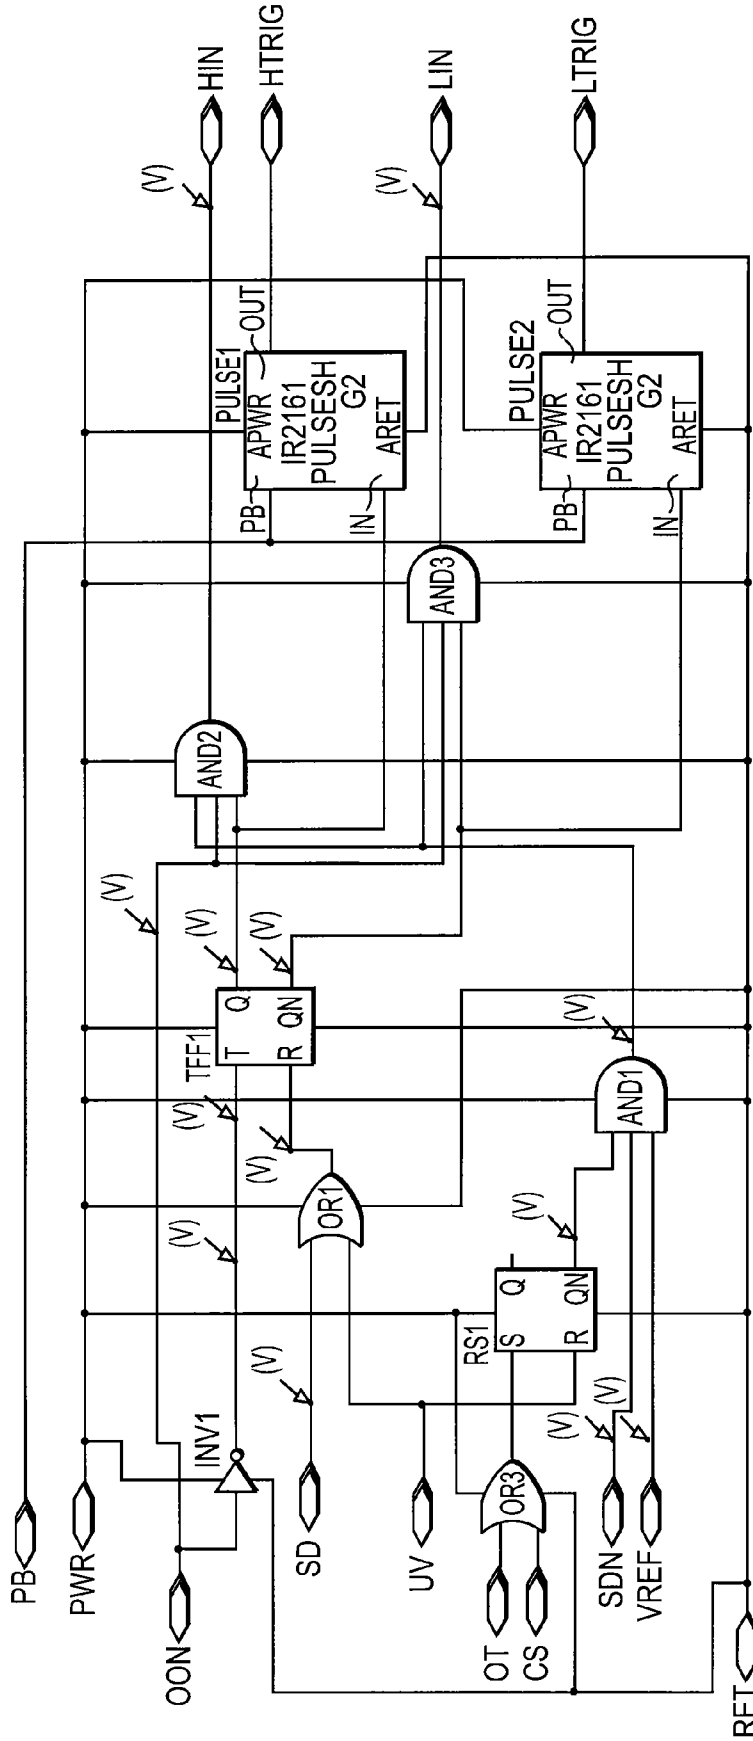 PB
PWR
OON
INV1
SD
UV
OT
CS
OR3
SDN
VREF
RET
(V)
(V)
(V)
(V)
(V)
(V)
(V)
(V)
(V)
(V)
(V)
(V)
(V)
RS1
S
Q
R
QN
OR1
TFF1
T
Q
R
QN
AND1
AND2
AND3
PULSE1
PB
APWR
OUT
IR2161
PULSESH
G2
IN
ARET
PULSE2
PB
APWR
OUT
IR2161
PULSESH
G2
IN
ARET
HIN
HTRIG
LIN
LTRIG